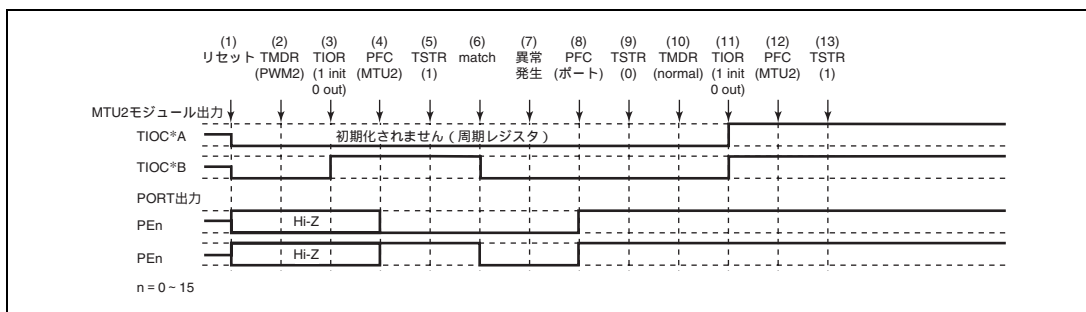 (1) (2) (3) (4) (5) (6) (7) (8) (9) (10) (11) (12) (13)
リセット TMDR TIOR PFC TSTR match 異常 PFC TSTR TMDR TIOR PFC TSTR
(PWM2) (1 init (MTU2) (1) 発生 (ポート) (0) (normal) (1 init (MTU2) (1)
0 out) 0 out)
MTU2モジュール出力
TIOC*A 初期化されません(周期レジスタ)
TIOC*B
PORT出力
PEn Hi-Z
PEn Hi-Z
n = 0 ~ 15